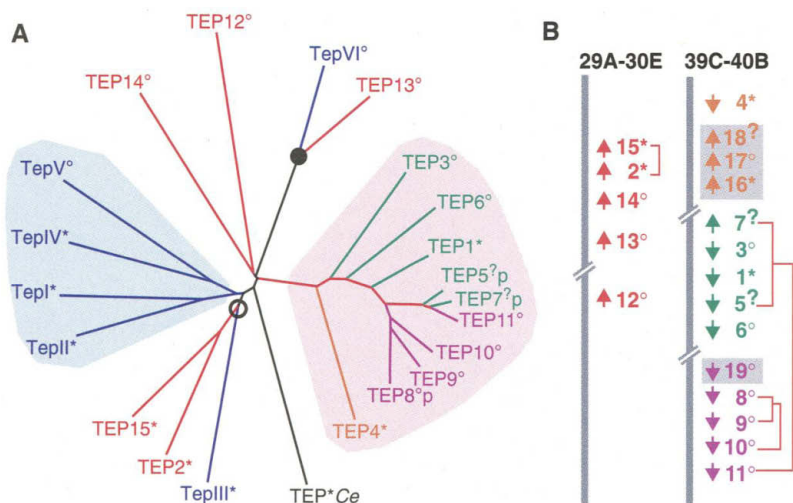 A
TEP12°
TepVI°
TEP14°
TEP13°
TepV°
TEP3°
TEP6°
TepIV*
TEP1*
TEP5?p
TepI*
TEP7?p
TEP11°
TepII*
TEP10°
TEP9°
TEP8°p
TEP15*
TEP4*
TEP2*
TepIII*
TEP*Ce
B
29A-30E
15*
2*
14°
13°
12°
39C-40B
4*
18?
17°
16*
7?
3°
1*
5?
6°
19°
8°
9°
10°
11°